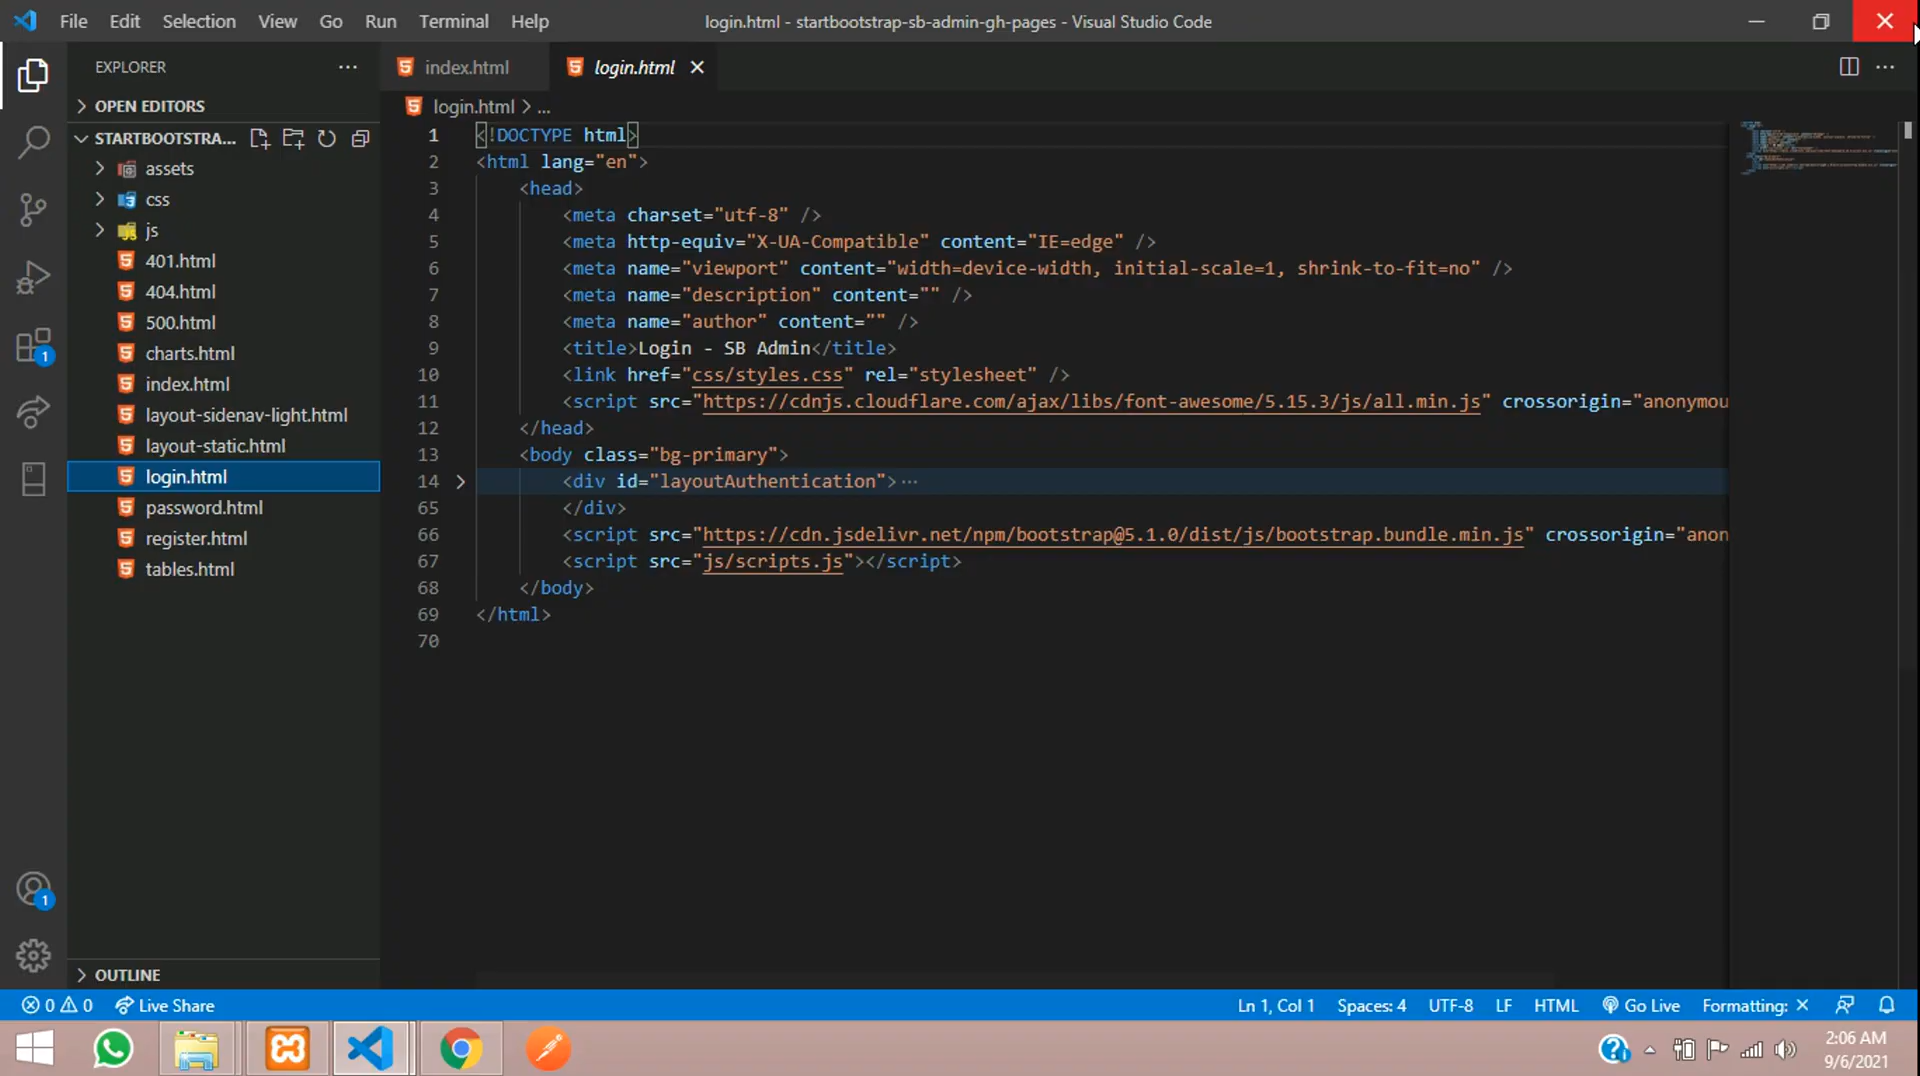 File Edit Selection View Go Run Terminal Help
login.html - startbootstrap-sb-admin-gh-pages - Visual Studio Code
EXPLORER
OPEN EDITORS
STARTBOOTSTRA...
assets
css
js
401.html
404.html
500.html
charts.html
index.html
layout-sidenav-light.html
layout-static.html
login.html
password.html
register.html
tables.html
OUTLINE
1
1
index.html
login.html
login.html > ...
1 <!DOCTYPE html>
2 <html lang="en">
3 <head>
4 <meta charset="utf-8" />
5 <meta http-equiv="X-UA-Compatible" content="IE=edge" />
6 <meta name="viewport" content="width=device-width, initial-scale=1, shrink-to-fit=no" />
7 <meta name="description" content="" />
8 <meta name="author" content="" />
9 <title>Login - SB Admin</title>
10 <link href="css/styles.css" rel="stylesheet" />
11 <script src="https://cdnjs.cloudflare.com/ajax/libs/font-awesome/5.15.3/js/all.min.js" crossorigin="anonymou
12 </head>
13 <body class="bg-primary">
14 <div id="layoutAuthentication">...
65 </div>
66 <script src="https://cdn.jsdelivr.net/npm/bootstrap@5.1.0/dist/js/bootstrap.bundle.min.js" crossorigin="anon
67 <script src="js/scripts.js"></script>
68 </body>
69 </html>
70
0 0 Live Share
Ln 1, Col 1 Spaces: 4 UTF-8 LF HTML Go Live Formatting: ×
2:06 AM
9/6/2021